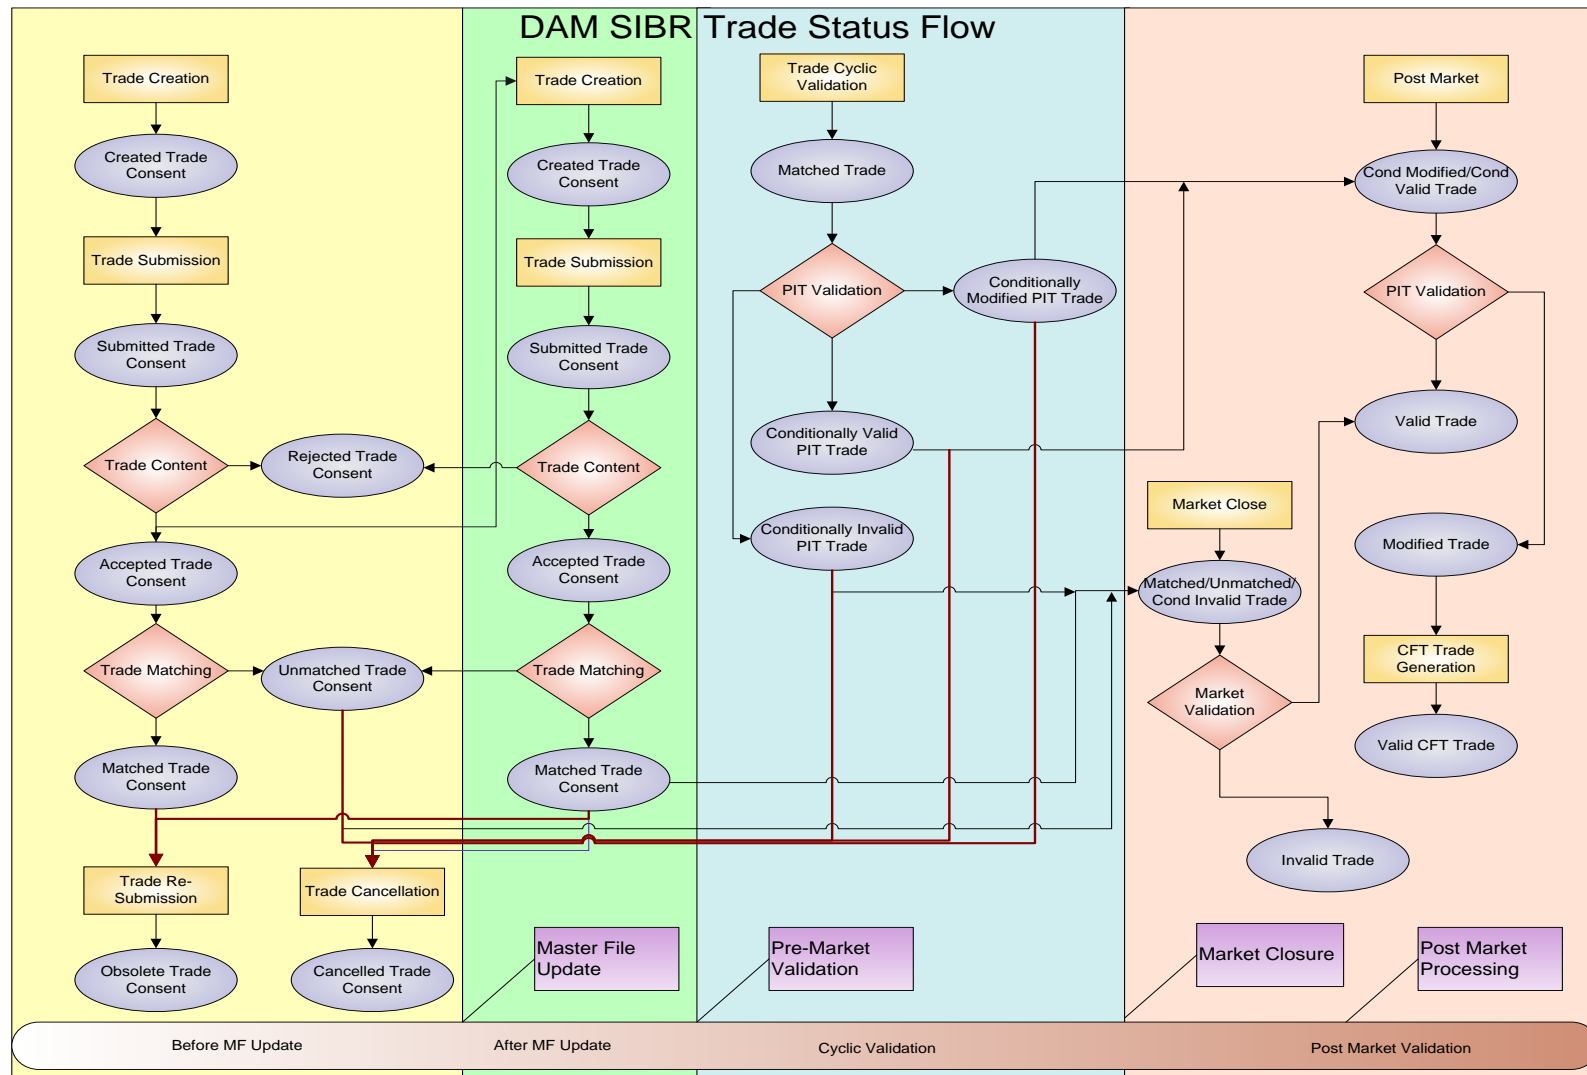 DAM SIBR Trade Status Flow
Trade Creation
Created Trade
Consent
Trade Submission
Submitted Trade
Consent
Trade Content
Rejected Trade
Consent
Accepted Trade
Consent
Trade Matching
Unmatched Trade
Consent
Matched Trade
Consent
Trade Re-
Submission
Trade Cancellation
Obsolete Trade
Consent
Cancelled Trade
Consent
Trade Creation
Created Trade
Consent
Trade Submission
Submitted Trade
Consent
Trade Content
Accepted Trade
Consent
Trade Matching
Matched Trade
Consent
Master File
Update
Trade Cyclic
Validation
Matched Trade
PIT Validation
Conditionally
Modified PIT Trade
Conditionally Valid
PIT Trade
Conditionally Invalid
PIT Trade
Pre-Market
Validation
Market Close
Matched/Unmatched/
Cond Invalid Trade
Market
Validation
Invalid Trade
Market Closure
Post Market
Cond Modified/Cond
Valid Trade
PIT Validation
Valid Trade
Modified Trade
CFT Trade
Generation
Valid CFT Trade
Post Market
Processing
Before MF Update
After MF Update
Cyclic Validation
Post Market Validation